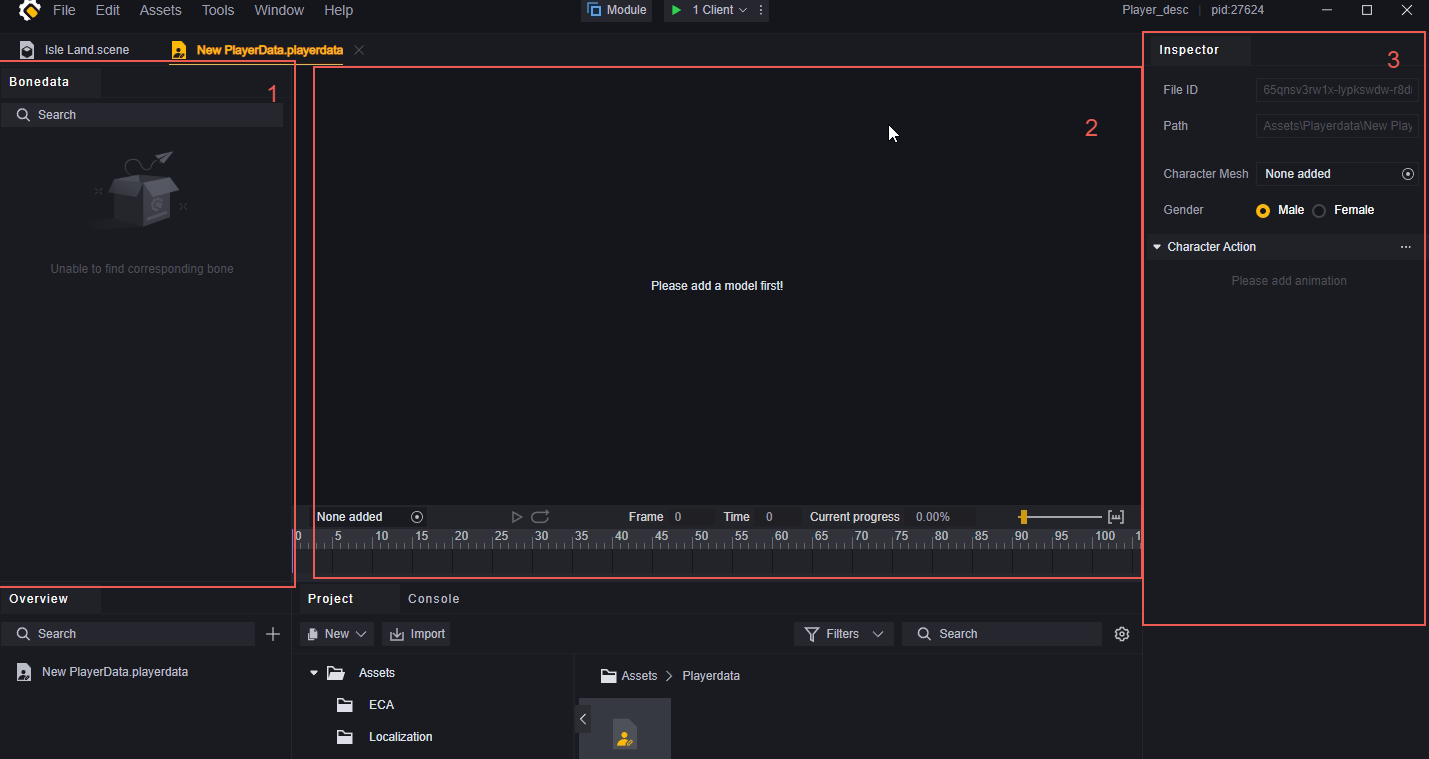 File Edit Assets Tools Window Help
Module
1 Client
Player_desc pid:27624
Isle Land.scene
New PlayerData.playerdata
Bonedata
1
Search
Unable to find corresponding bone
2
Please add a model first!
None added
Frame 0 Time 0 Current progress 0.00%
0 5 10 15 20 25 30 35 40 45 50 55 60 65 70 75 80 85 90 95 100 1
Inspector
3
File ID 65qnsv3rw1x-lypkswdw-r8d
Path Assets\Playerdata\New Play
Character Mesh None added
Gender Male Female
Character Action
Please add animation
Overview
Search
New PlayerData.playerdata
Project Console
New Import Filters Search
Assets
ECA
Localization
Assets > Playerdata